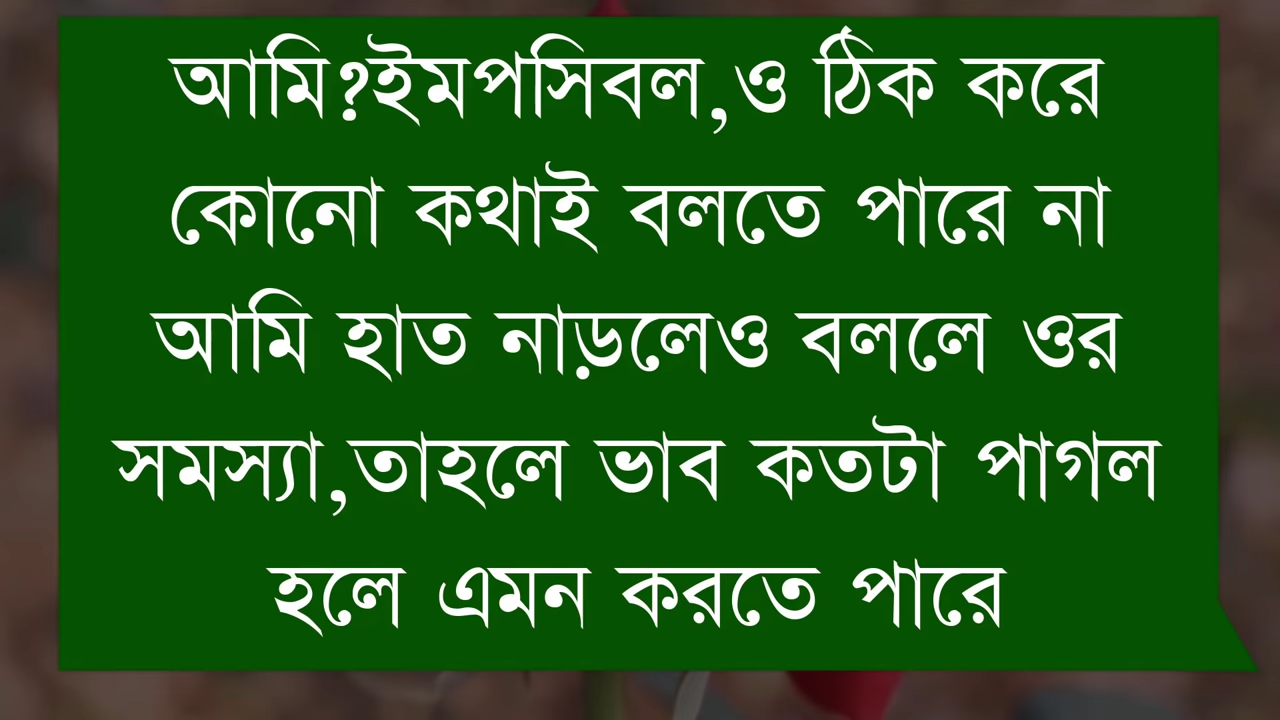 আমি?ইমপসিবল,ও ঠিক করে
কোনো কথাই বলতে পারে না
আমি হাত নাড়লেও বললে ওর
সমস্যা,তাহলে ভাব কতটা পাগল
হলে এমন করতে পারে